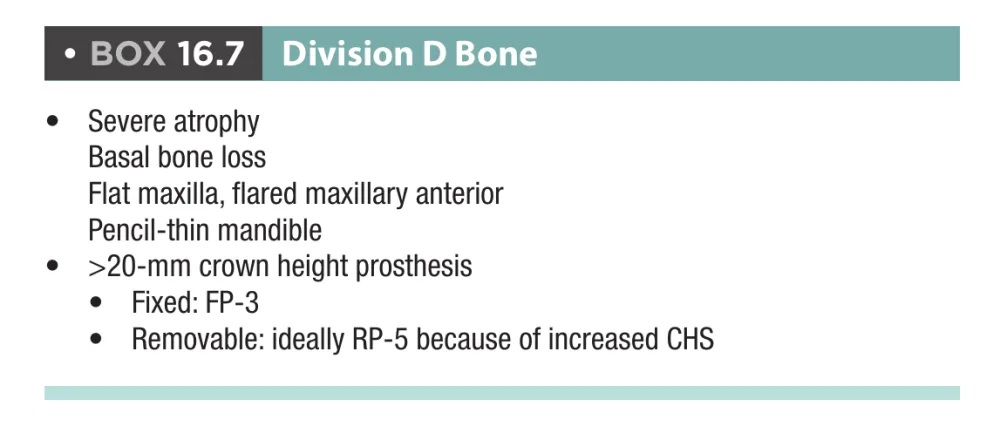 • BOX 16.7 Division D Bone
• Severe atrophy
Basal bone loss
Flat maxilla, flared maxillary anterior
Pencil-thin mandible
• >20-mm crown height prosthesis
• Fixed: FP-3
• Removable: ideally RP-5 because of increased CHS